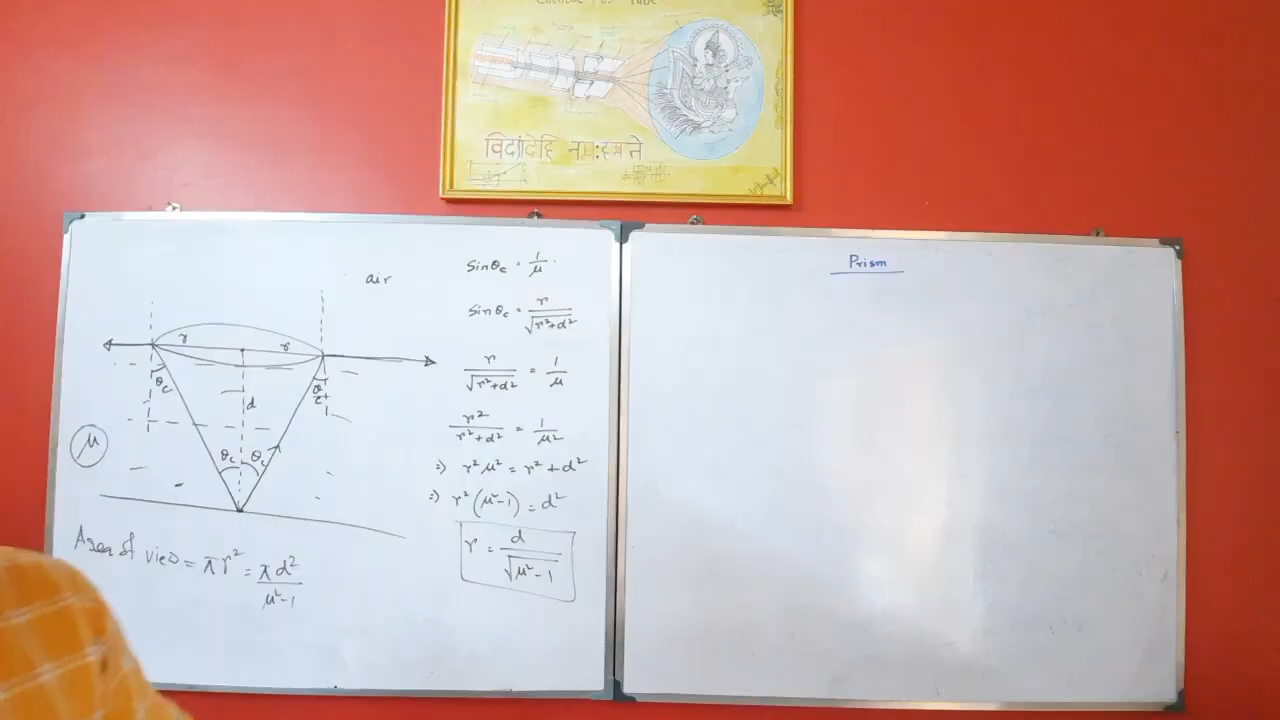 विद्यांदेहि नमःस्तुते
air
r r
θc
d
θc θc
μ
Area of view = πr² = πd²/μ²-1
sinθc = 1/μ
sinθc = r/√r²+d²
r/√r²+d² = 1/μ
r²/r²+d² = 1/μ²
⇒ r²μ² = r²+d²
⇒ r²(μ²-1) = d²
r = d/√μ²-1
Prism